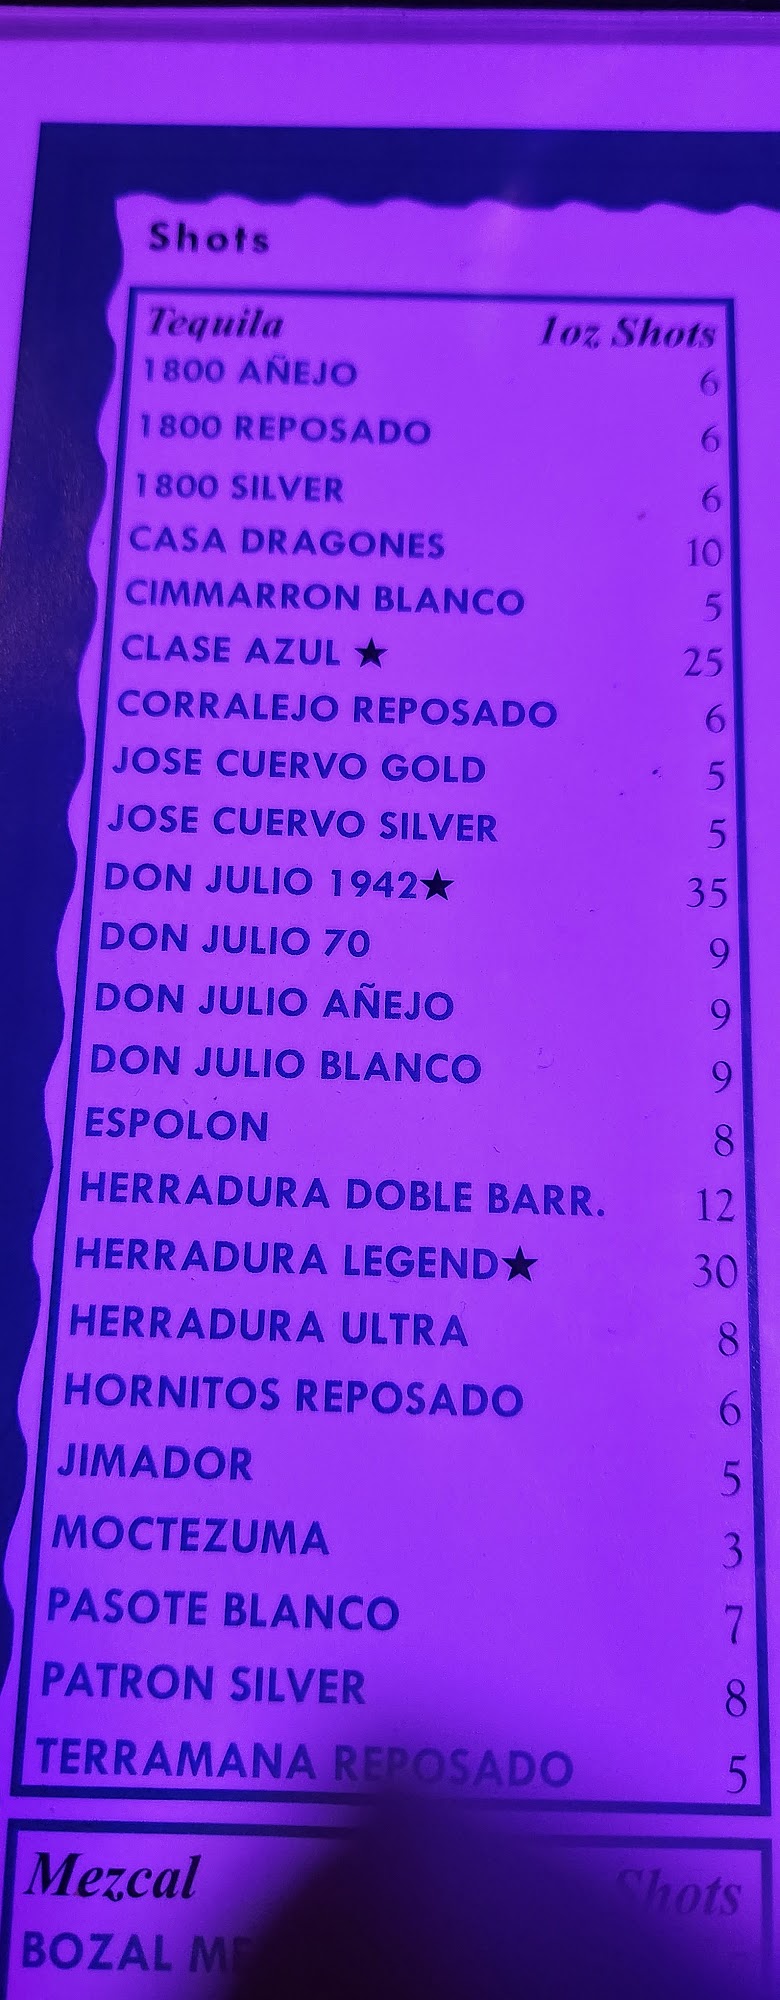 Shots
Tequila 1oz Shots
1800 AÑEJO 6
1800 REPOSADO 6
1800 SILVER 6
CASA DRAGONES 10
CIMMARRON BLANCO 5
CLASE AZUL ★ 25
CORRALEJO REPOSADO 6
JOSE CUERVO GOLD 5
JOSE CUERVO SILVER 5
DON JULIO 1942★ 35
DON JULIO 70 9
DON JULIO AÑEJO 9
DON JULIO BLANCO 9
ESPOLON 8
HERRADURA DOBLE BARR. 12
HERRADURA LEGEND★ 30
HERRADURA ULTRA 8
HORNITOS REPOSADO 6
JIMADOR 5
MOCTEZUMA 3
PASOTE BLANCO 7
PATRON SILVER 8
TERRAMANA REPOSADO 5
Mezcal Shots
BOZAL